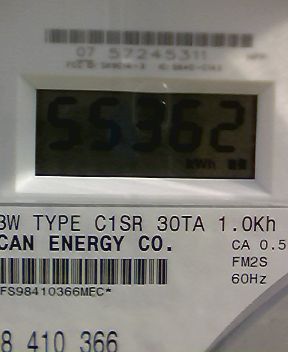 07 57245311
55362
kWh
3W TYPE C1SR 30TA 1.0Kh
CAN ENERGY CO.
CA 0.5
FM2S
60Hz
FS98410366MEC*
8 410 366